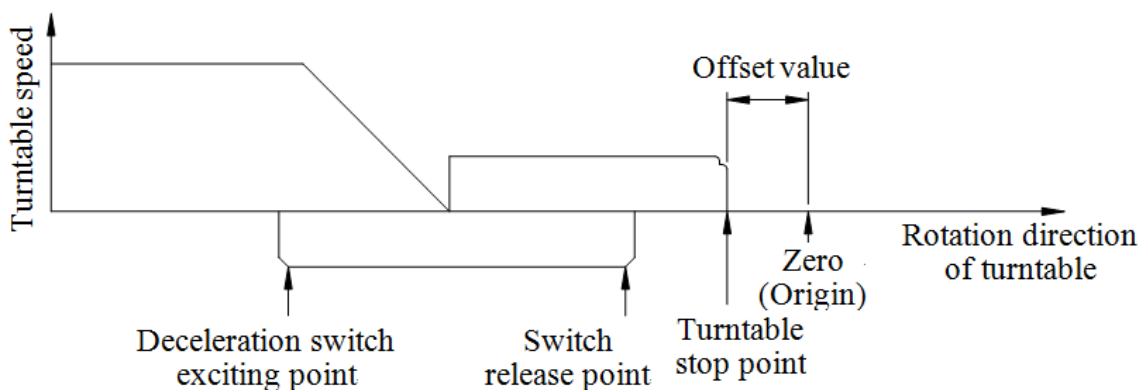 Turntable speed
Offset value
Rotation direction
of turntable
Zero
(Origin)
Deceleration switch
exciting point
Switch
release point
Turntable
stop point